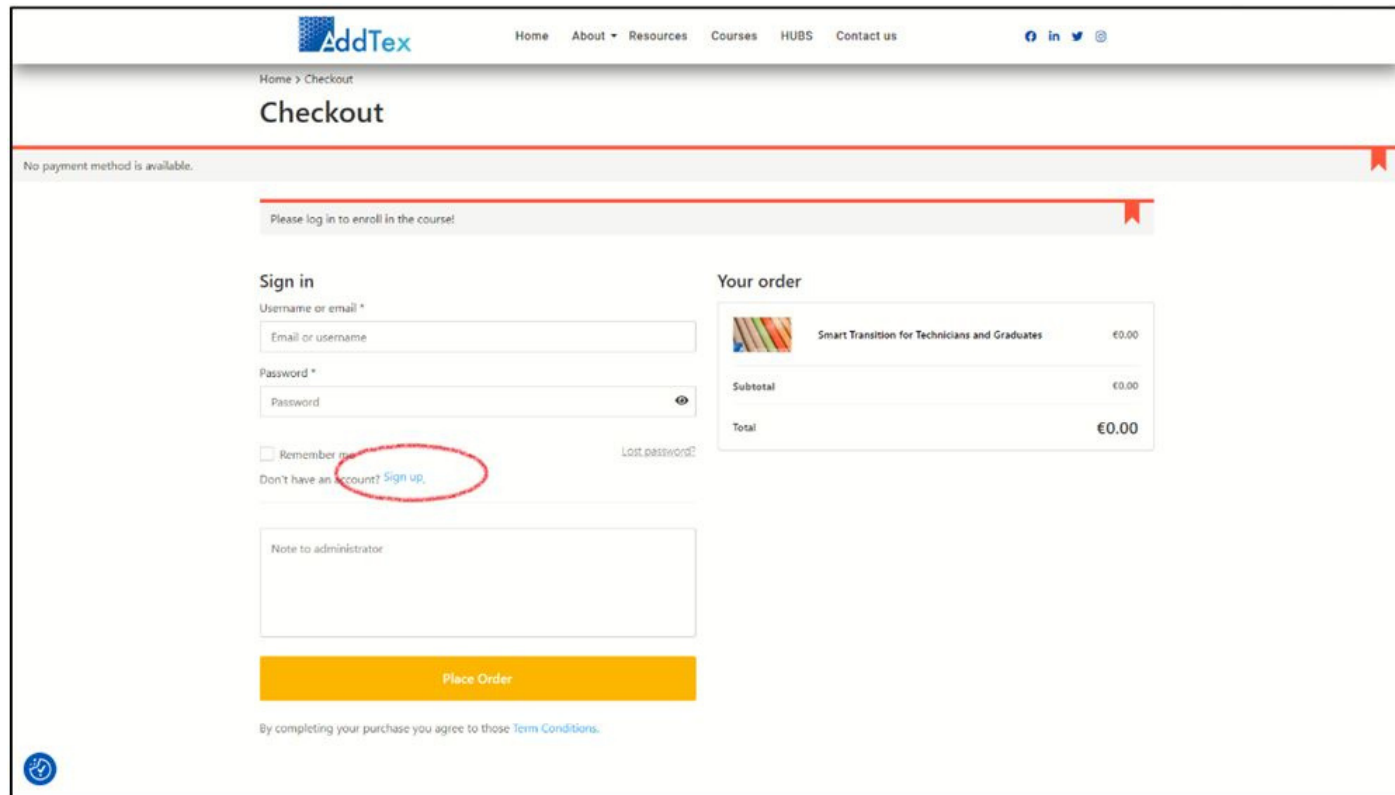 AddTex
Home About Resources Courses HUBS Contact us
Home > Checkout
Checkout
No payment method is available.
Please log in to enroll in the course!
Sign in
Username or email *
Email or username
Password *
Password
Remember me
Lost password?
Don't have an account? Sign up.
Note to administrator
Place Order
By completing your purchase you agree to those Term Conditions.
Your order
Smart Transition for Technicians and Graduates €0.00
Subtotal €0.00
Total €0.00